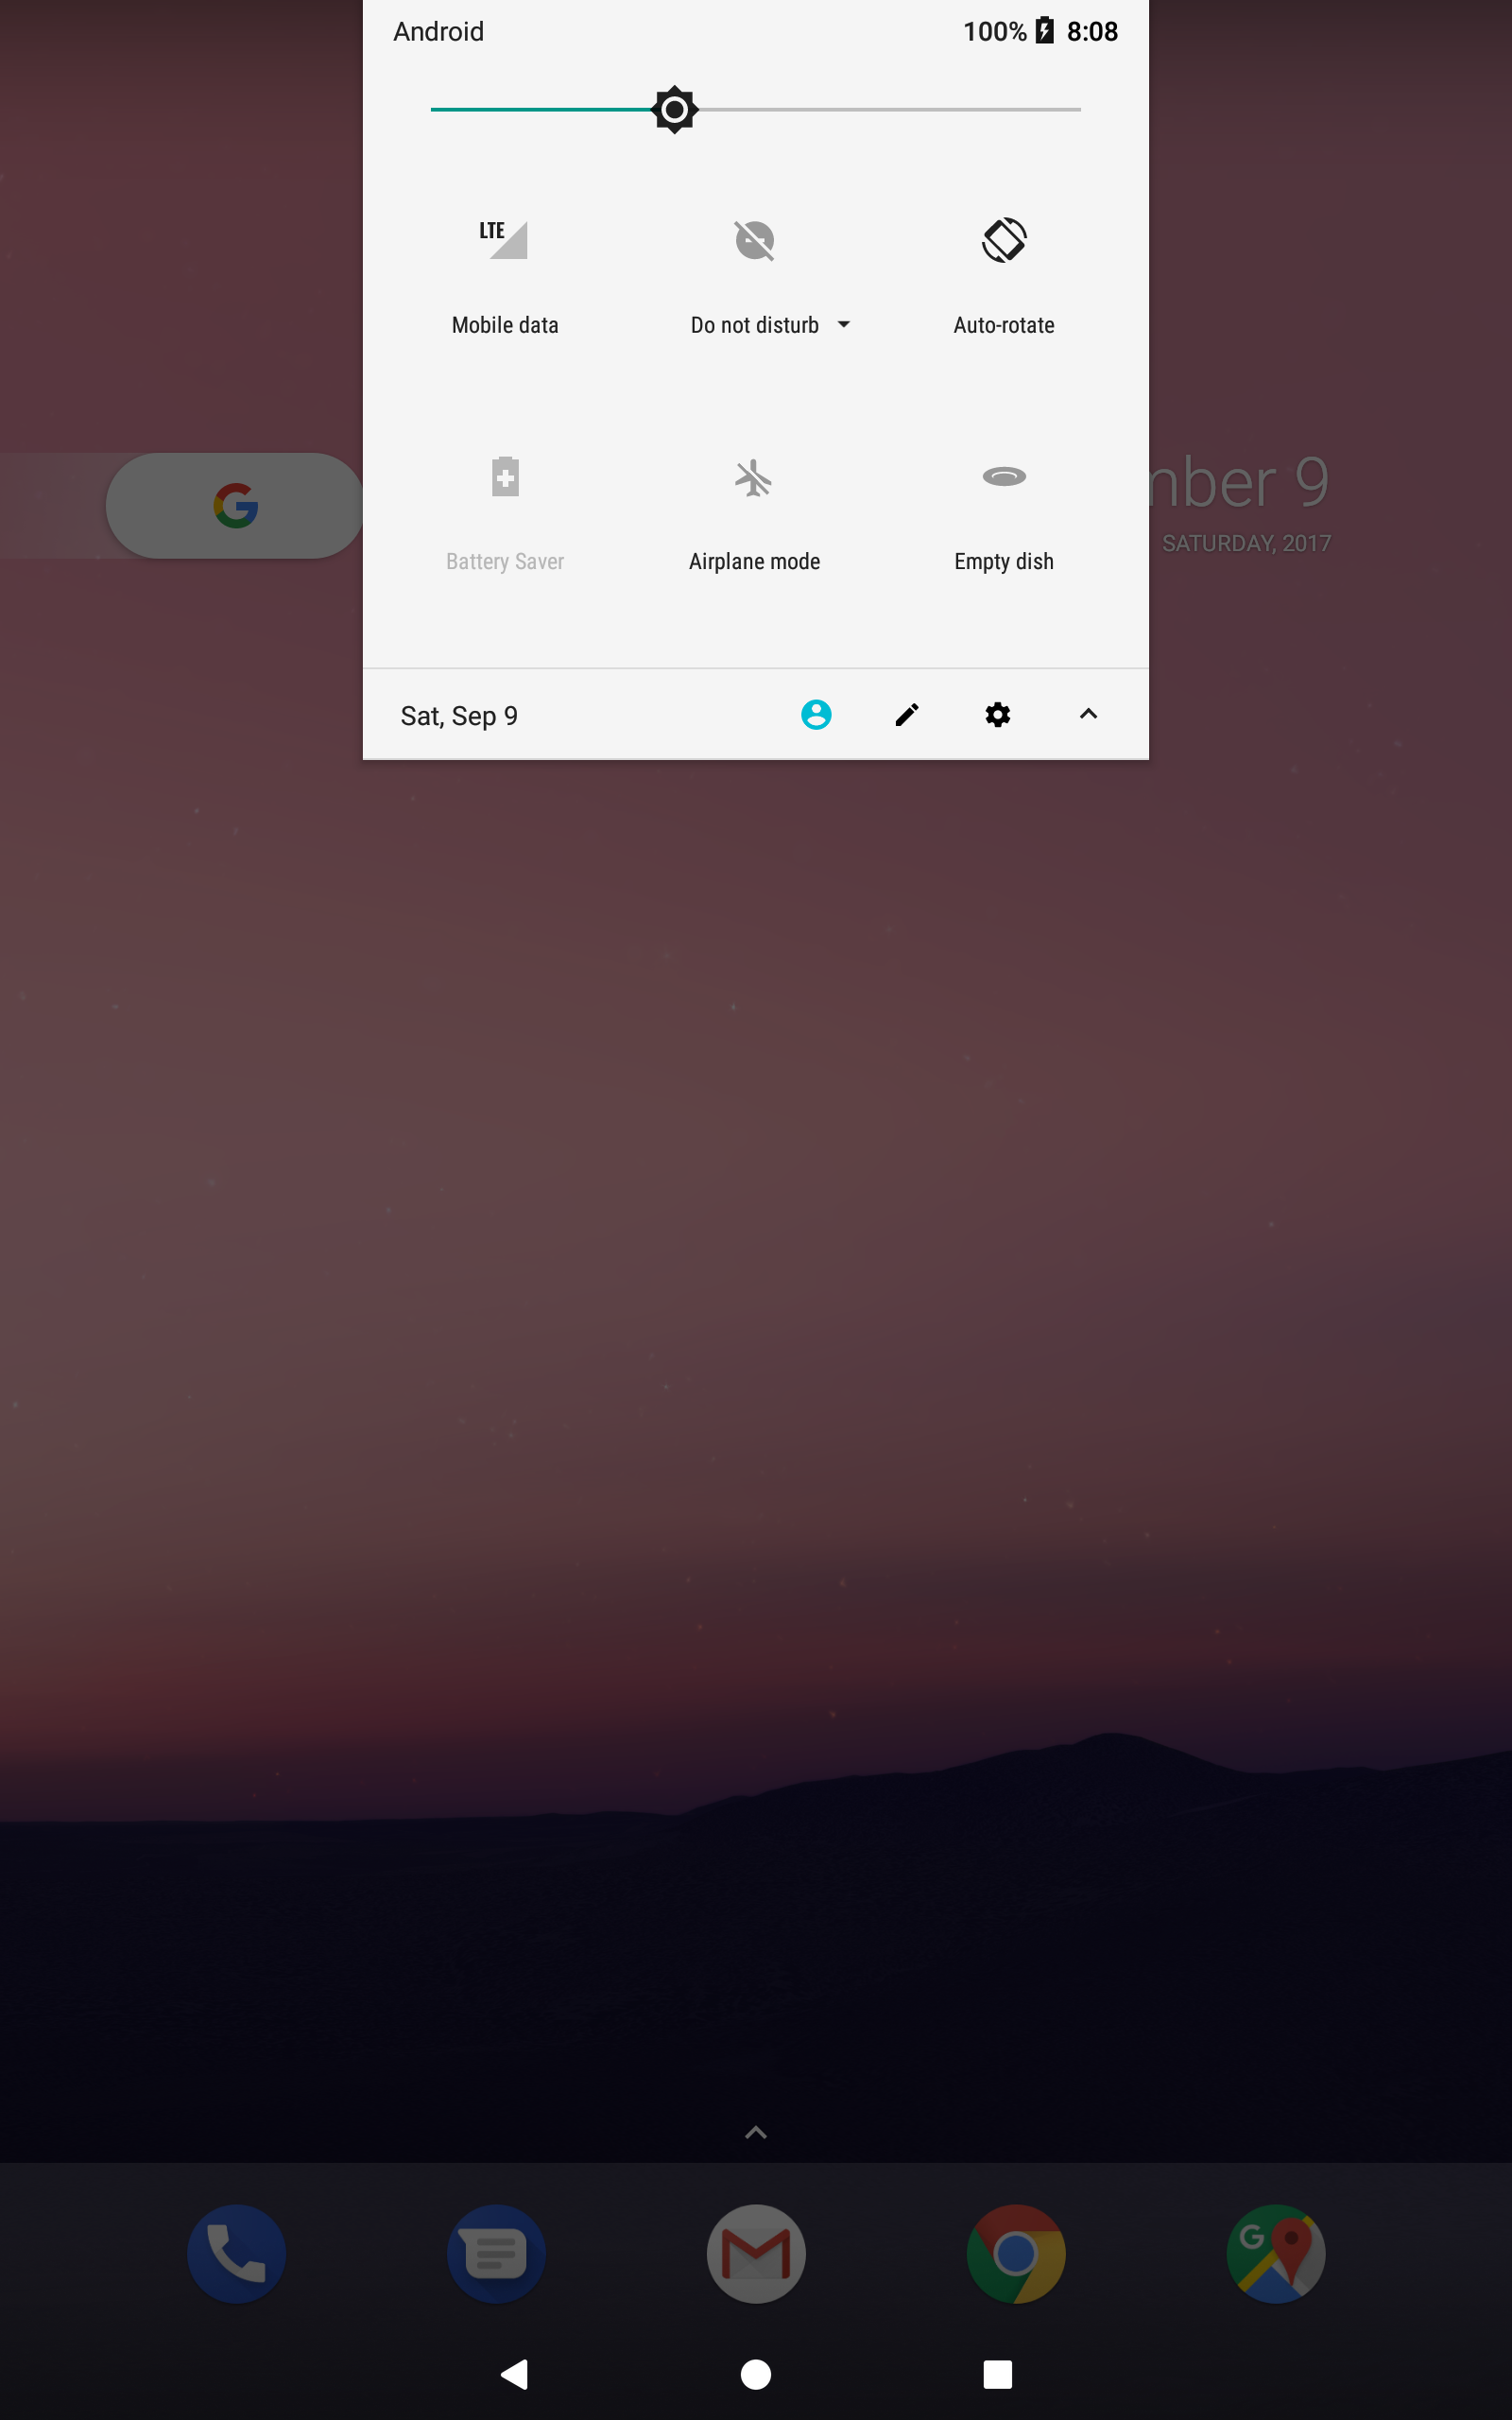 Android 100% 8:08
LTE
Mobile data Do not disturb Auto-rotate
mber 9
SATURDAY, 2017
Battery Saver Airplane mode Empty dish
Sat, Sep 9